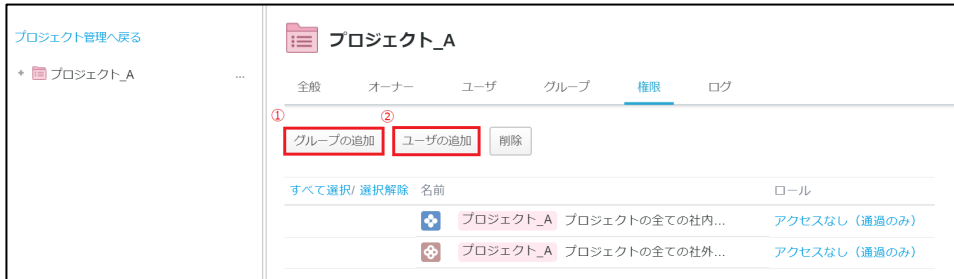 プロジェクト管理へ戻る
プロジェクト_A ...
プロジェクト_A
全般 オーナー ユーザ グループ 権限 ログ
① ②
グループの追加 ユーザの追加 削除
すべて選択/ 選択解除 名前 ロール
プロジェクト_A プロジェクトの全ての社内... アクセスなし（通過のみ）
プロジェクト_A プロジェクトの全ての社外... アクセスなし（通過のみ）